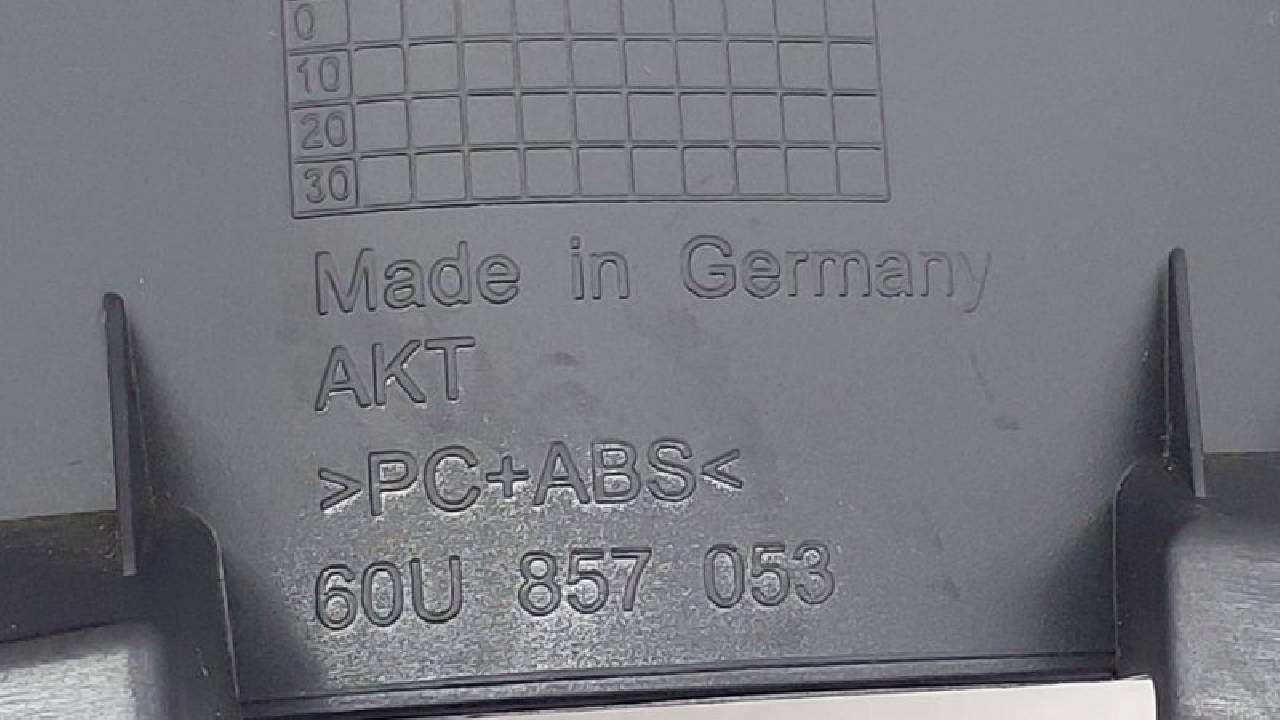 0
10
20
30
Made in Germany
AKT
>PC+ABS<
60U 857 053